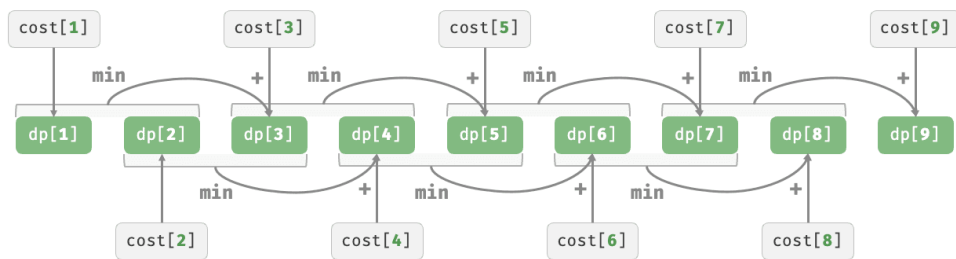 cost[1] cost[3] cost[5] cost[7] cost[9]
min + min + min + min +
dp[1] dp[2] dp[3] dp[4] dp[5] dp[6] dp[7] dp[8] dp[9]
min + min + min +
cost[2] cost[4] cost[6] cost[8]